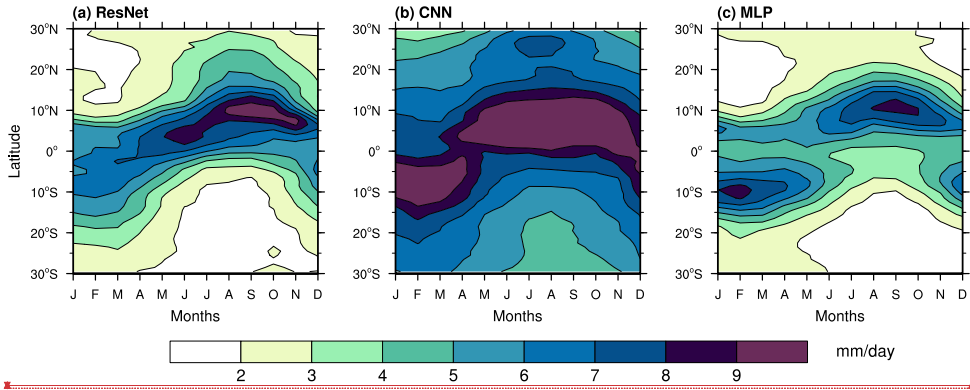 (a) ResNet (b) CNN (c) MLP
30°N 30°N 30°N
20°N 20°N 20°N
10°N 10°N 10°N
Latitude
0° 0° 0°
10°S 10°S 10°S
20°S 20°S 20°S
30°S 30°S 30°S
J F M A M J J A S O N D J F M A M J J A S O N D J F M A M J J A S O N D
Months Months Months
mm/day
2 3 4 5 6 7 8 9